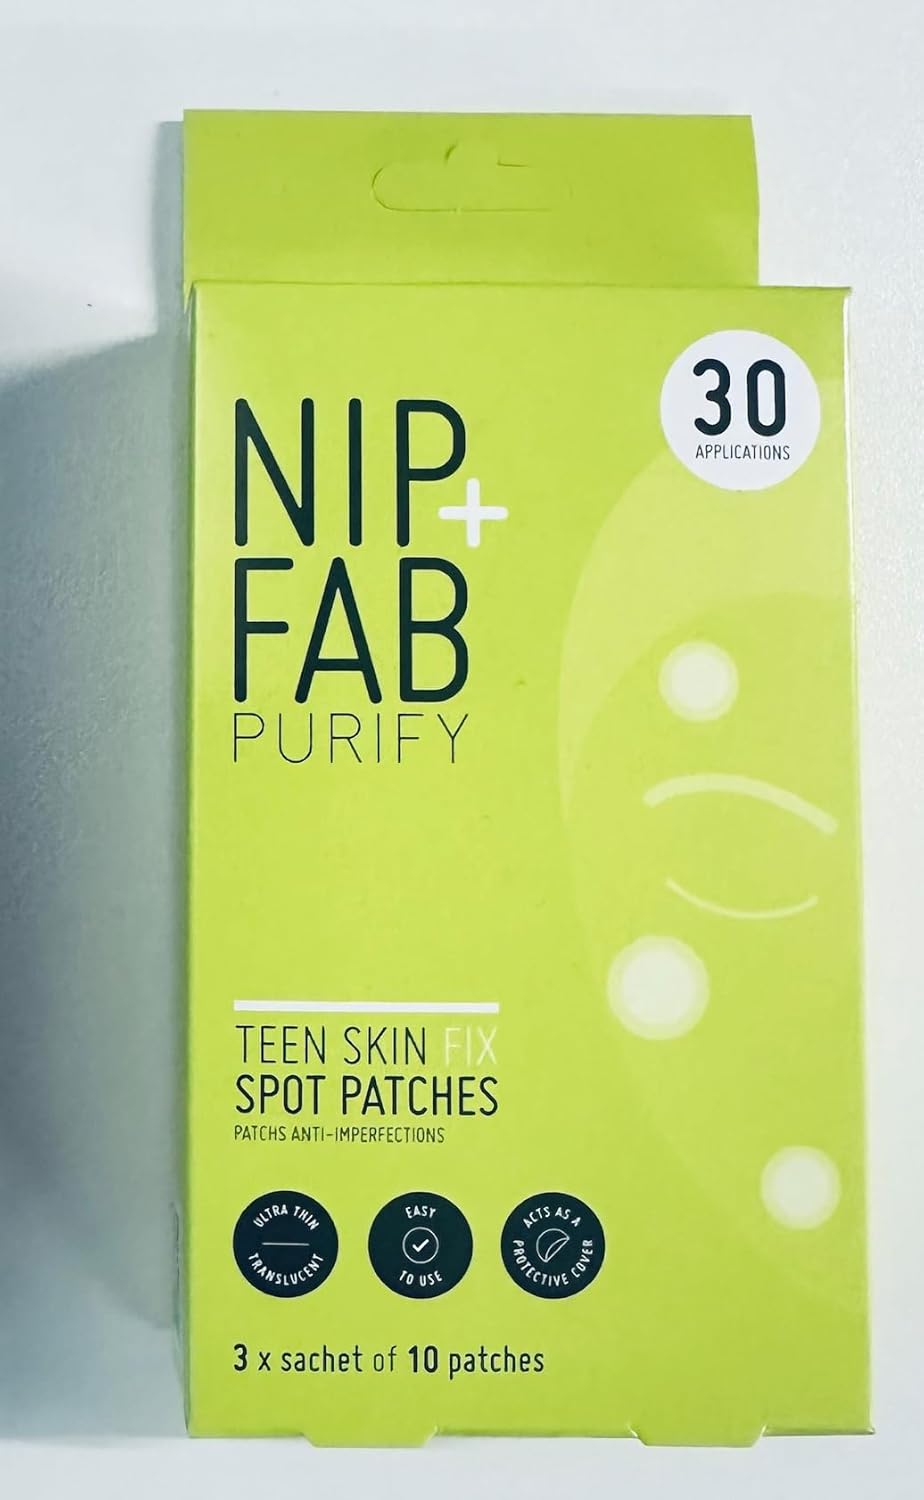 30
APPLICATIONS
NIP+
FAB
PURIFY
TEEN SKIN FIX
SPOT PATCHES
PATCHS ANTI-IMPERFECTIONS
ULTRA THIN
TRANSLUCENT
EASY
TO USE
ACTS AS A
PROTECTIVE COVER
3 x sachet of 10 patches